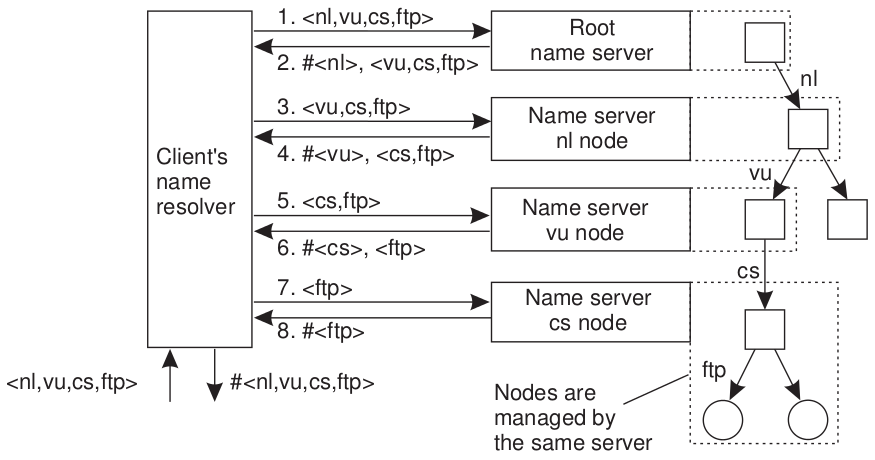 1. <nl,vu,cs,ftp>
Root
name server
2. #<nl>, <vu,cs,ftp>
nl
3. <vu,cs,ftp>
Name server
nl node
4. #<vu>, <cs,ftp>
Client's
name
resolver
vu
5. <cs,ftp>
Name server
vu node
6. #<cs>, <ftp>
cs
7. <ftp>
Name server
cs node
8. #<ftp>
ftp
<nl,vu,cs,ftp>
#<nl,vu,cs,ftp>
Nodes are
managed by
the same server